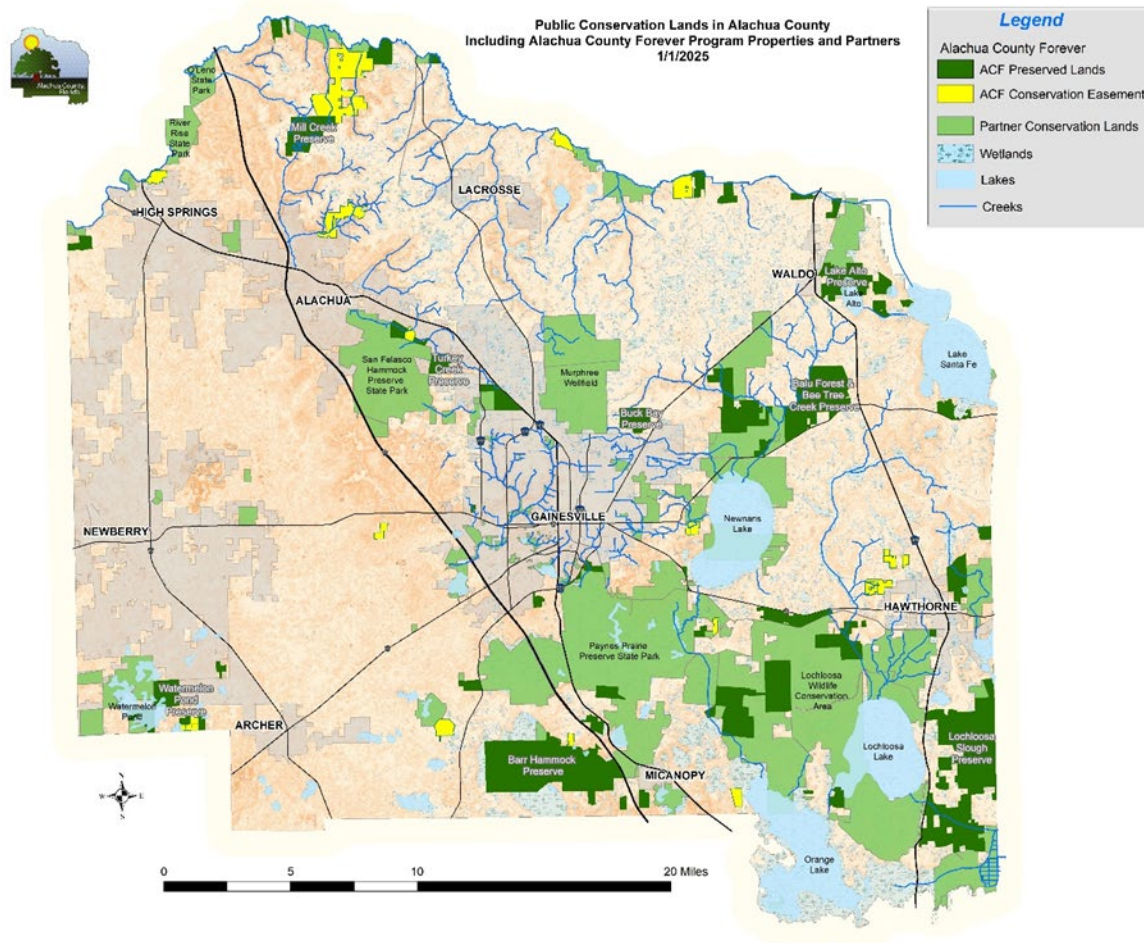 Public Conservation Lands in Alachua County
Including Alachua County Forever Program Properties and Partners
1/1/2025
Legend
Alachua County Forever
ACF Preserved Lands
ACF Conservation Easement
Partner Conservation Lands
Wetlands
Lakes
Creeks
Alachua County
Florida
O'Leno
State
Park
River
Rise
State
Park
Mill Creek
Preserve
LACROSSE
HIGH SPRINGS
WALDO
Lake Alto
Preserve
Lake
Alto
ALACHUA
Lake
Santa Fe
San Felasco
Hammock
Preserve
State Park
Turkey
Creek
Preserve
Murphree
Wellfield
Buck Bay
Preserve
Balu Forest &
Bee Tree
Creek Preserve
NEWBERRY
GAINESVILLE
Newnans
Lake
HAWTHORNE
Paynes Prairie
Preserve State Park
Lochloosa
Wildlife
Conservation
Area
Watermelon
Pond
Watermelon
Pond
Preserve
ARCHER
Lochloosa
Lake
Lochloosa
Slough
Preserve
Barr Hammock
Preserve
MICANOPY
Orange
Lake
N
W E
S
0 5 10 20 Miles